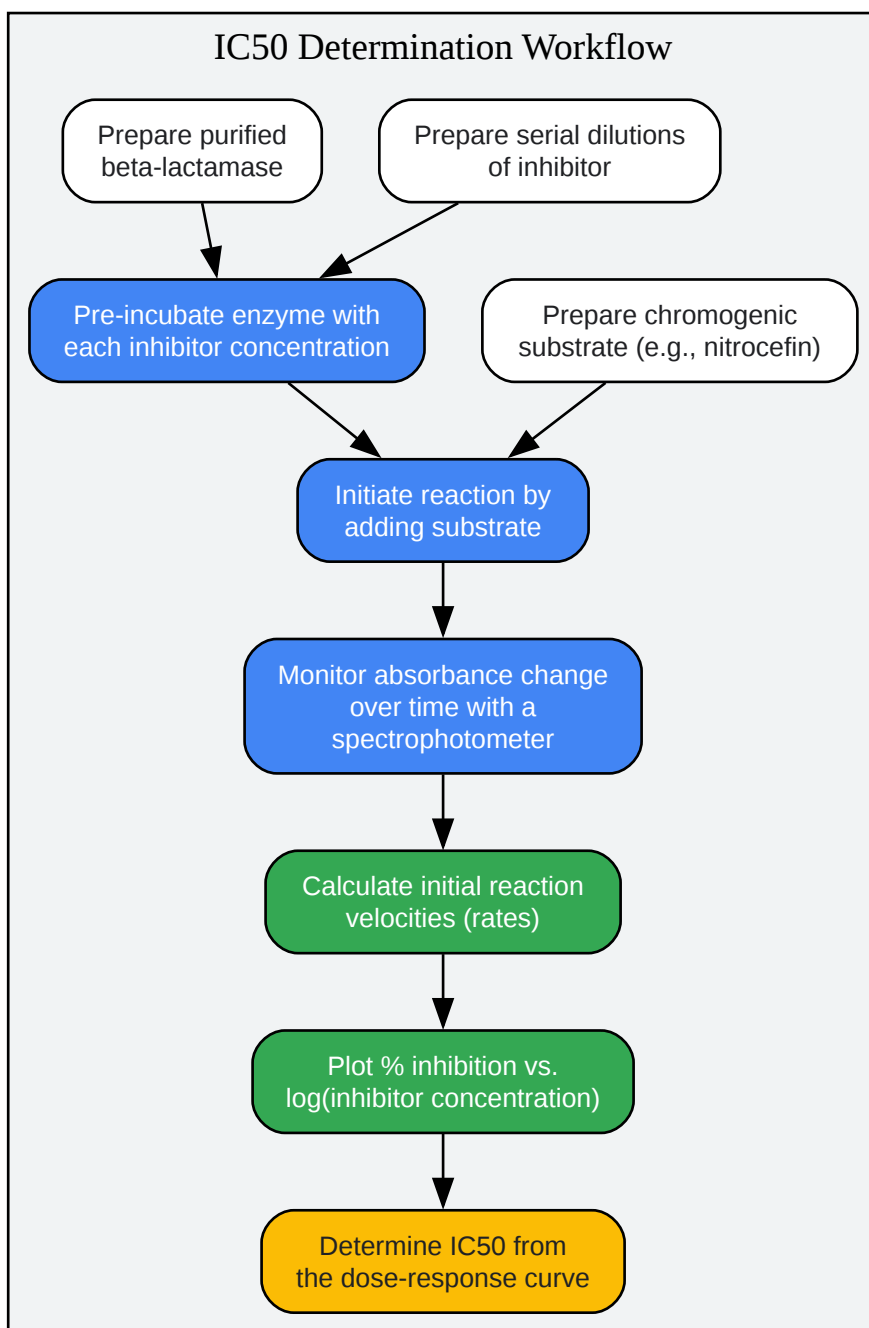 IC50 Determination Workflow
Prepare purified
beta-lactamase
Prepare serial dilutions
of inhibitor
Pre-incubate enzyme with
each inhibitor concentration
Prepare chromogenic
substrate (e.g., nitrocefin)
Initiate reaction by
adding substrate
Monitor absorbance change
over time with a
spectrophotometer
Calculate initial reaction
velocities (rates)
Plot % inhibition vs.
log(inhibitor concentration)
Determine IC50 from
the dose-response curve